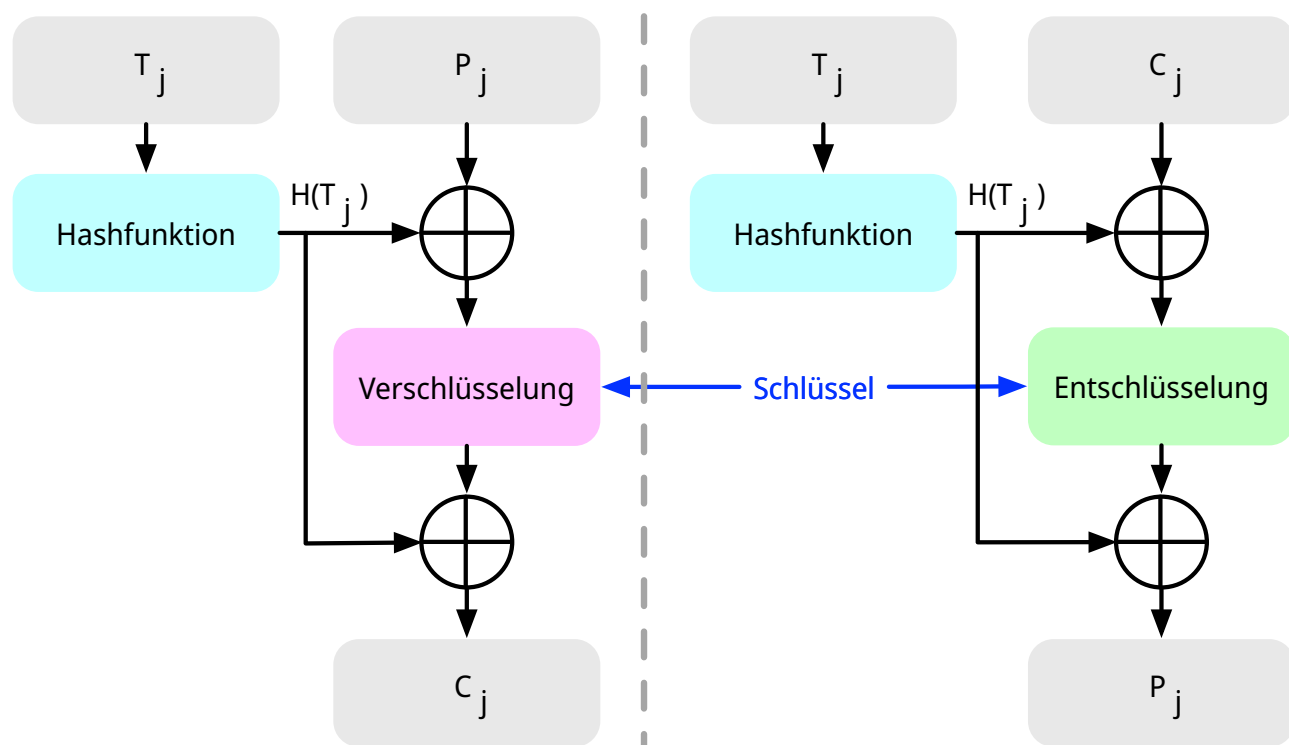 T j
P j
T j
C j
H(T j )
H(T j )
Hashfunktion
Hashfunktion
Verschlüsselung
Schlüssel
Entschlüsselung
C j
P j